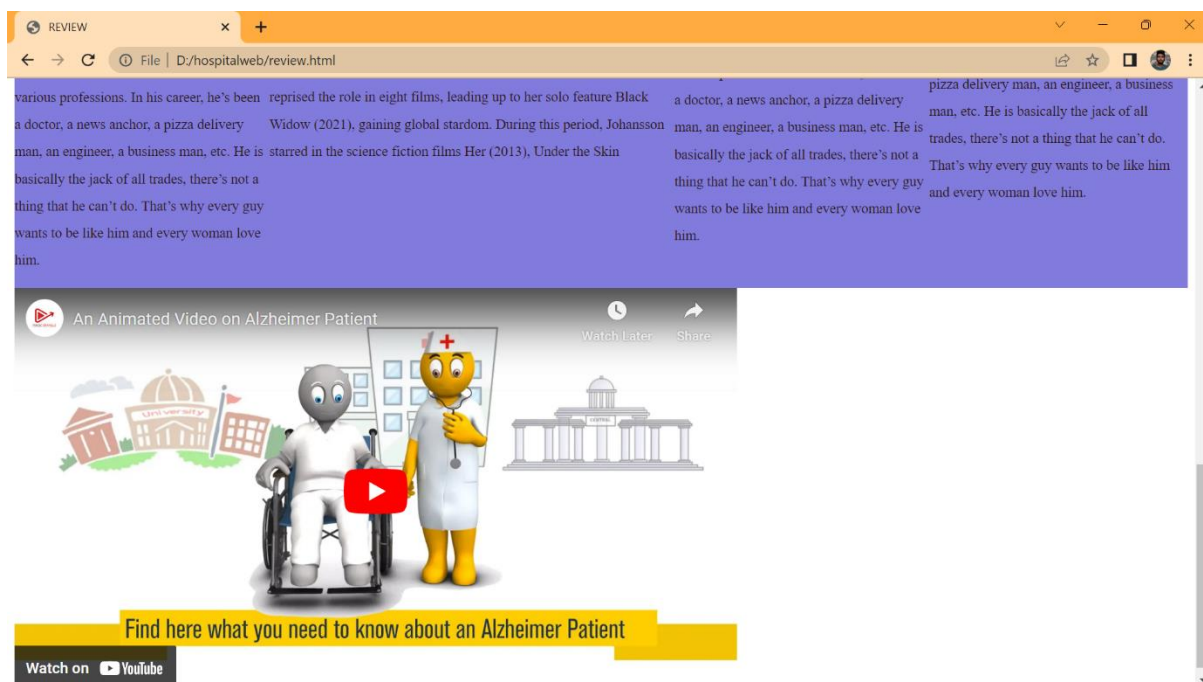 REVIEW
File | D:/hospitalweb/review.html
various professions. In his career, he’s been
a doctor, a news anchor, a pizza delivery
man, an engineer, a business man, etc. He is
basically the jack of all trades, there’s not a
thing that he can’t do. That’s why every guy
wants to be like him and every woman love
him.
reprised the role in eight films, leading up to her solo feature Black
Widow (2021), gaining global stardom. During this period, Johansson
starred in the science fiction films Her (2013), Under the Skin
a doctor, a news anchor, a pizza delivery
man, an engineer, a business man, etc. He is
basically the jack of all trades, there’s not a
thing that he can’t do. That’s why every guy
wants to be like him and every woman love
him.
pizza delivery man, an engineer, a business
man, etc. He is basically the jack of all
trades, there’s not a thing that he can’t do.
That’s why every guy wants to be like him
and every woman love him.
An Animated Video on Alzheimer Patient
Watch Later
Share
University
Find here what you need to know about an Alzheimer Patient
Watch on YouTube